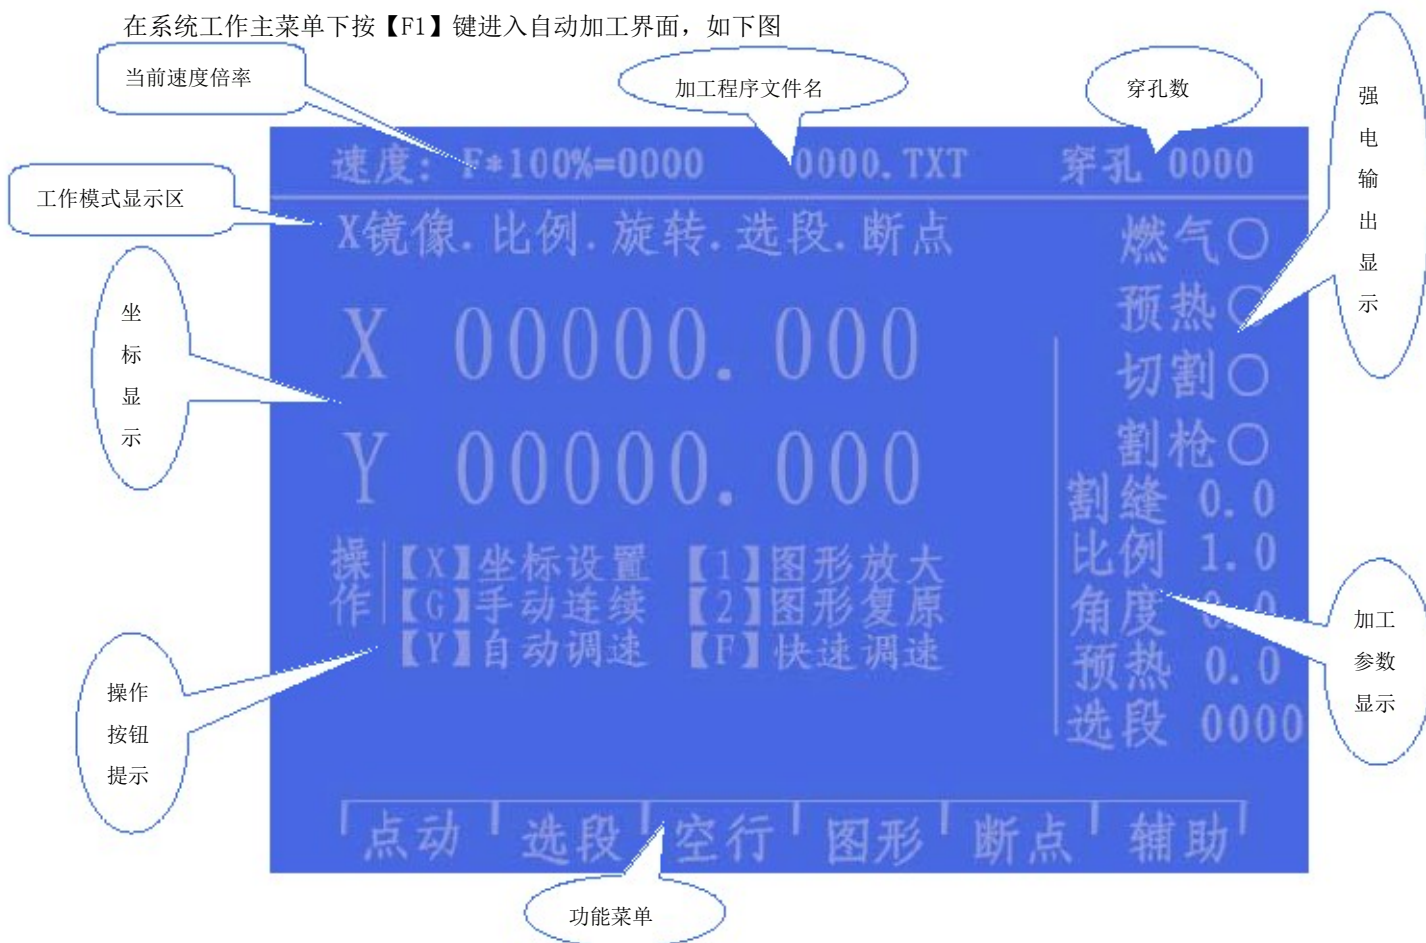 在系统工作主菜单下按【F1】键进入自动加工界面，如下图
当前速度倍率
加工程序文件名
穿孔数
强电输出显示
速度：F*100%=0000 0000.TXT 穿孔 0000
工作模式显示区
X镜像.比例.旋转.选段.断点
燃气○
预热○
切割○
割枪○
坐标显示
X 00000.000
Y 00000.000
割缝 0.0
比例 1.0
角度 0.0
预热 0.0
选段 0000
加工
参数
显示
操作
【X】坐标设置 【1】图形放大
【G】手动连续 【2】图形复原
【Y】自动调速 【F】快速调速
操作
按钮
提示
点动 选段 空行 图形 断点 辅助
功能菜单